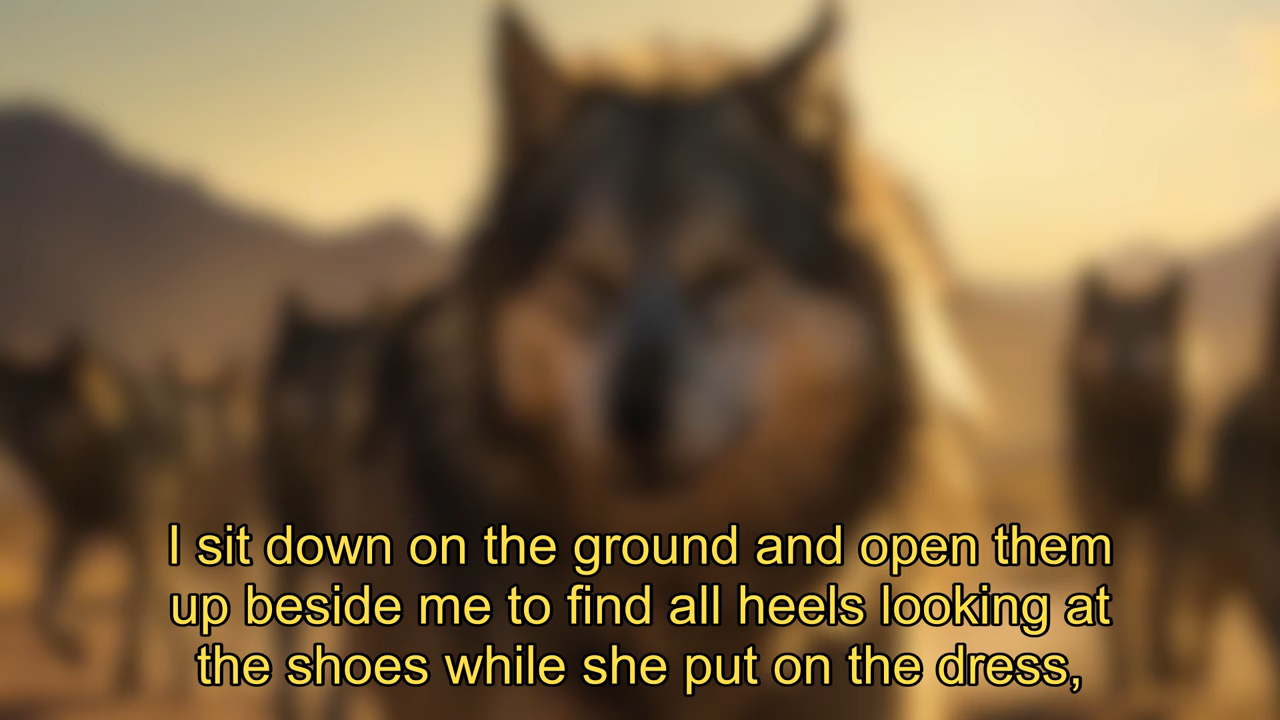 I sit down on the ground and open them
up beside me to find all heels looking at
the shoes while she put on the dress,